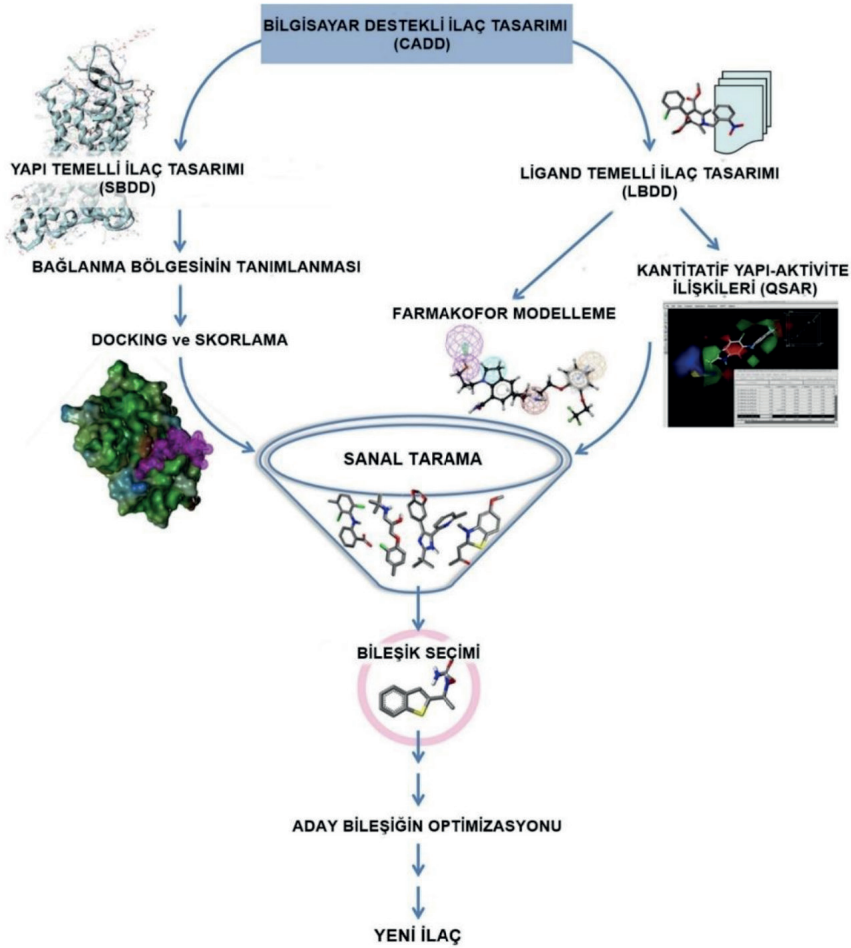 BİLGİSAYAR DESTEKLİ İLAÇ TASARIMI
(CADD)
YAPI TEMELLİ İLAÇ TASARIMI
(SBDD)
LİGAND TEMELLİ İLAÇ TASARIMI
(LBDD)
BAĞLANMA BÖLGESİNİN TANIMLANMASI
KANTİTATİF YAPI-AKTİVİTE
İLİŞKİLERİ (QSAR)
FARMAKOFOR MODELLEME
DOCKING ve SKORLAMA
SANAL TARAMA
BİLEŞİK SEÇİMİ
ADAY BİLEŞİĞİN OPTİMİZASYONU
YENİ İLAÇ